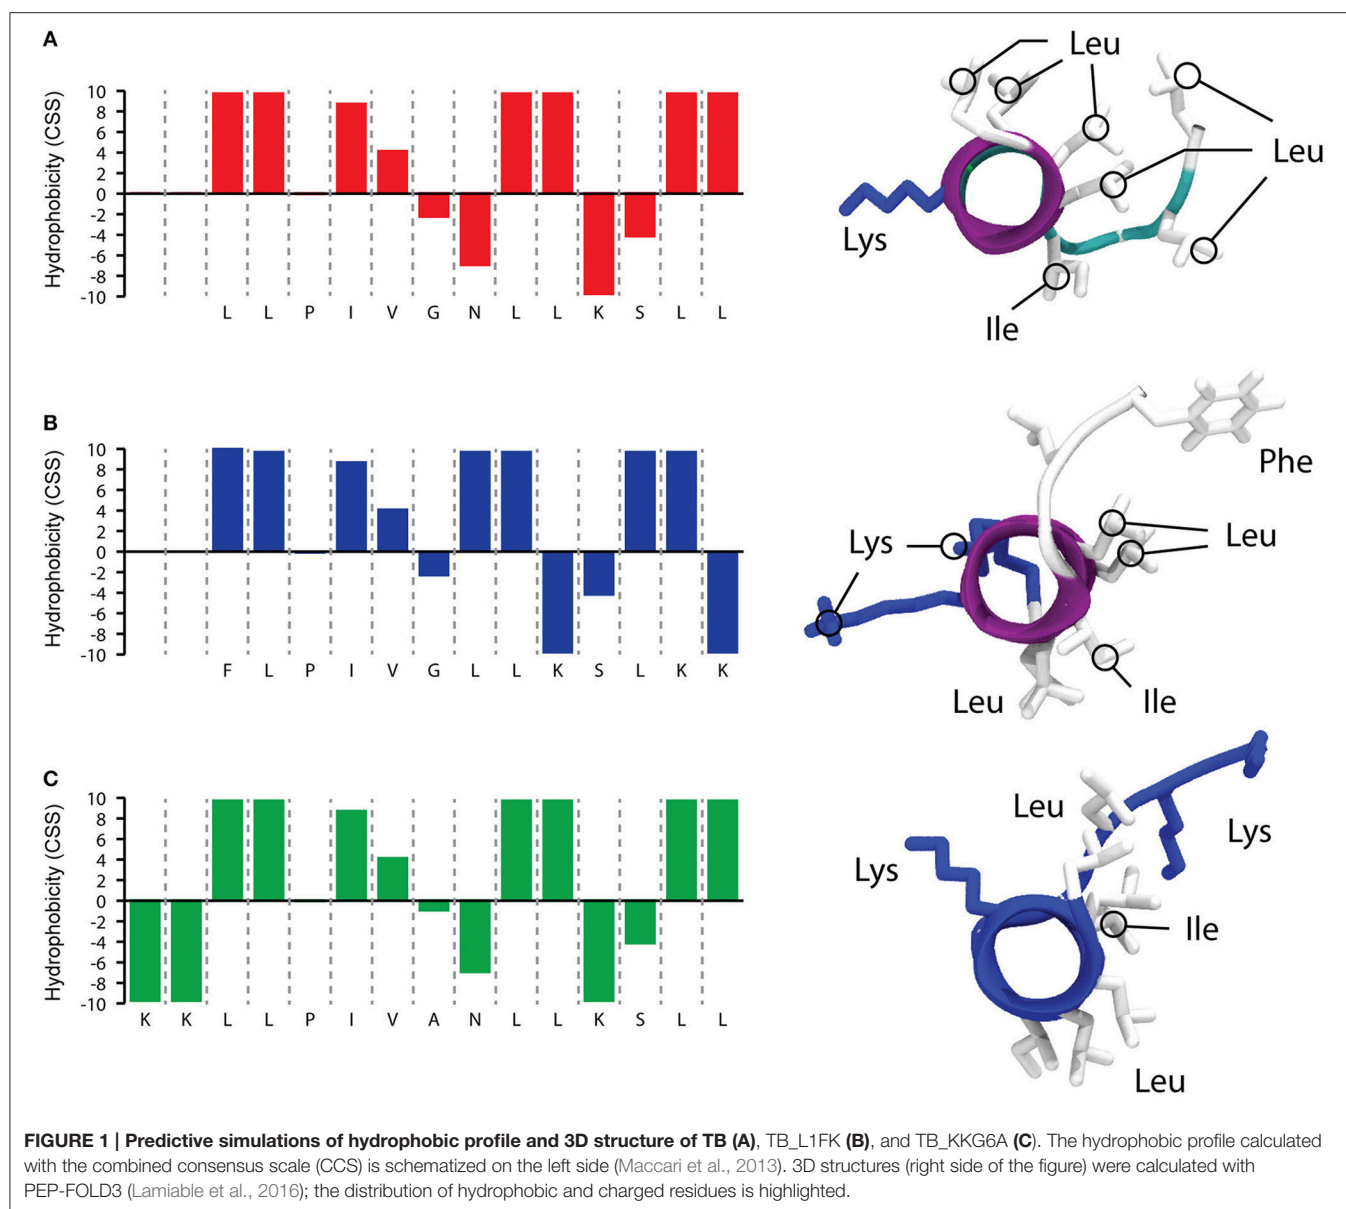 A
Hydrophobicity (CSS)
10
8
6
4
2
0
-2
-4
-6
-8
-10
L L P I V G N L L K S L L
Leu
Leu
Lys
Ile
B
Hydrophobicity (CSS)
10
8
6
4
2
0
-2
-4
-6
-8
-10
F L P I V G L L K S L K K
Phe
Lys
Leu
Leu
Ile
C
Hydrophobicity (CSS)
10
8
6
4
2
0
-2
-4
-6
-8
-10
K K L L P I V A N L L K S L L
Leu
Lys
Lys
Ile
Leu
FIGURE 1 | Predictive simulations of hydrophobic profile and 3D structure of TB (A), TB_L1FK (B), and TB_KKG6A (C). The hydrophobic profile calculated
with the combined consensus scale (CCS) is schematized on the left side (Maccari et al., 2013). 3D structures (right side of the figure) were calculated with
PEP-FOLD3 (Lamiable et al., 2016); the distribution of hydrophobic and charged residues is highlighted.